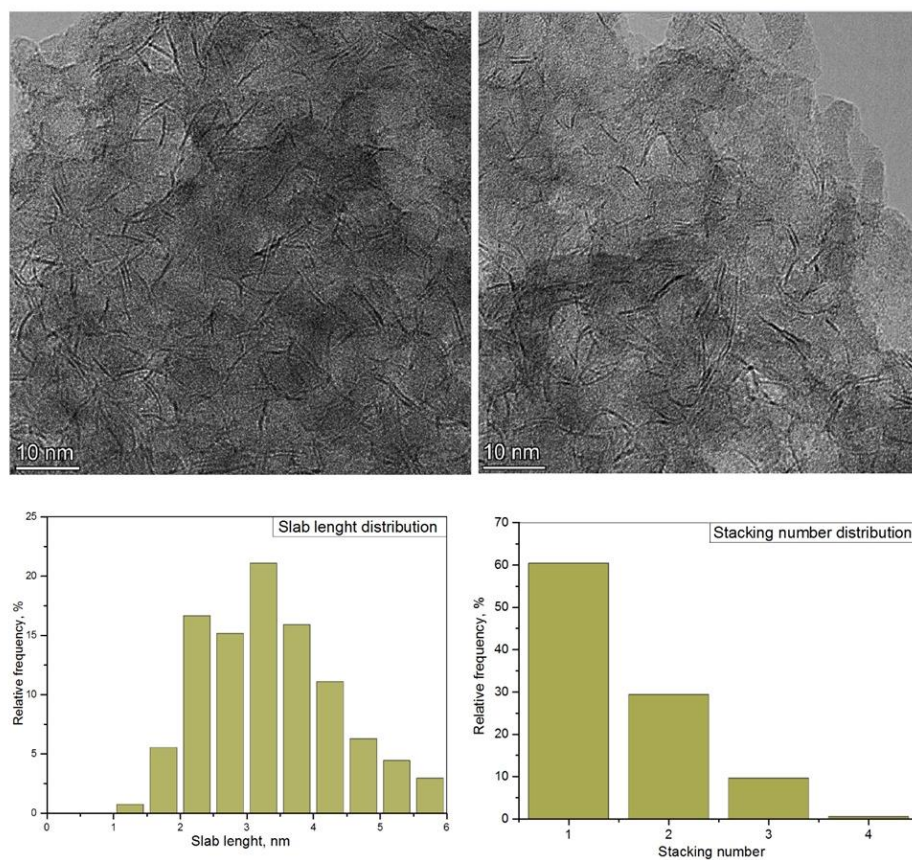 10 nm
10 nm
Slab lenght distribution
Relative frequency, %
25
20
15
10
5
0
0 1 2 3 4 5 6
Slab lenght, nm
Stacking number distribution
Relative frequency, %
70
60
50
40
30
20
10
0
1 2 3 4
Stacking number